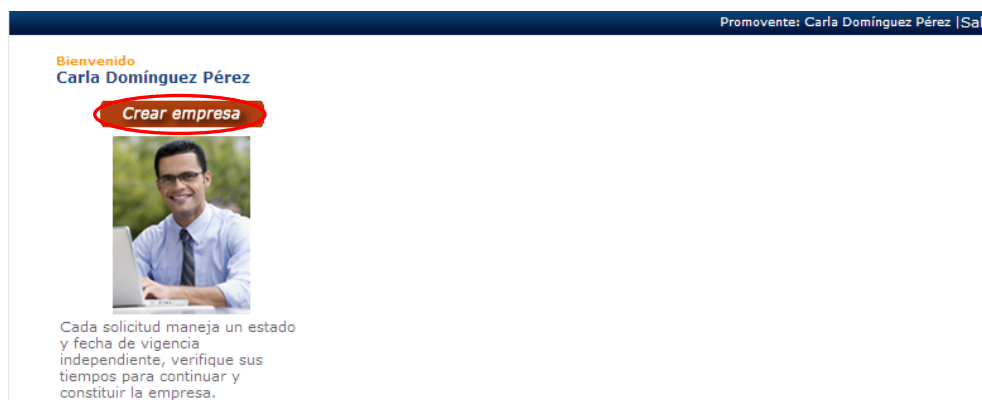 Promovente: Carla Domínguez Pérez |Sal
Bienvenido
Carla Domínguez Pérez
Crear empresa
Cada solicitud maneja un estado
y fecha de vigencia
independiente, verifique sus
tiempos para continuar y
constituir la empresa.